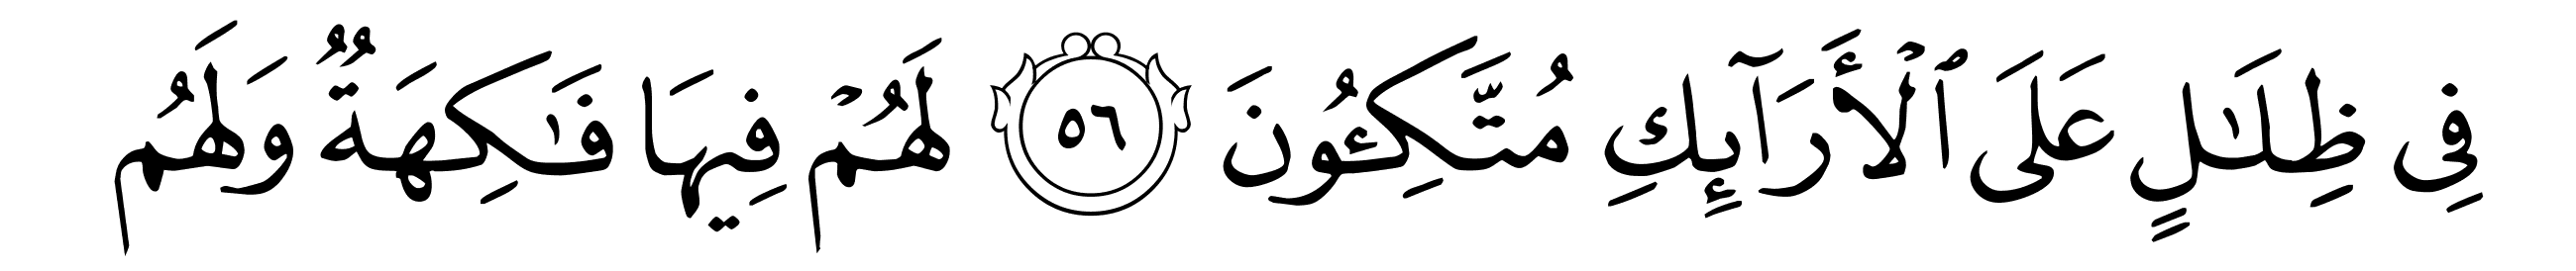 فِي ظِلَٰلٍ عَلَى ٱلْأَرَآئِكِ مُتَّكِـُٔونَ ٥٦ لَهُمْ فِيهَا فَٰكِهَةٌ وَلَهُم